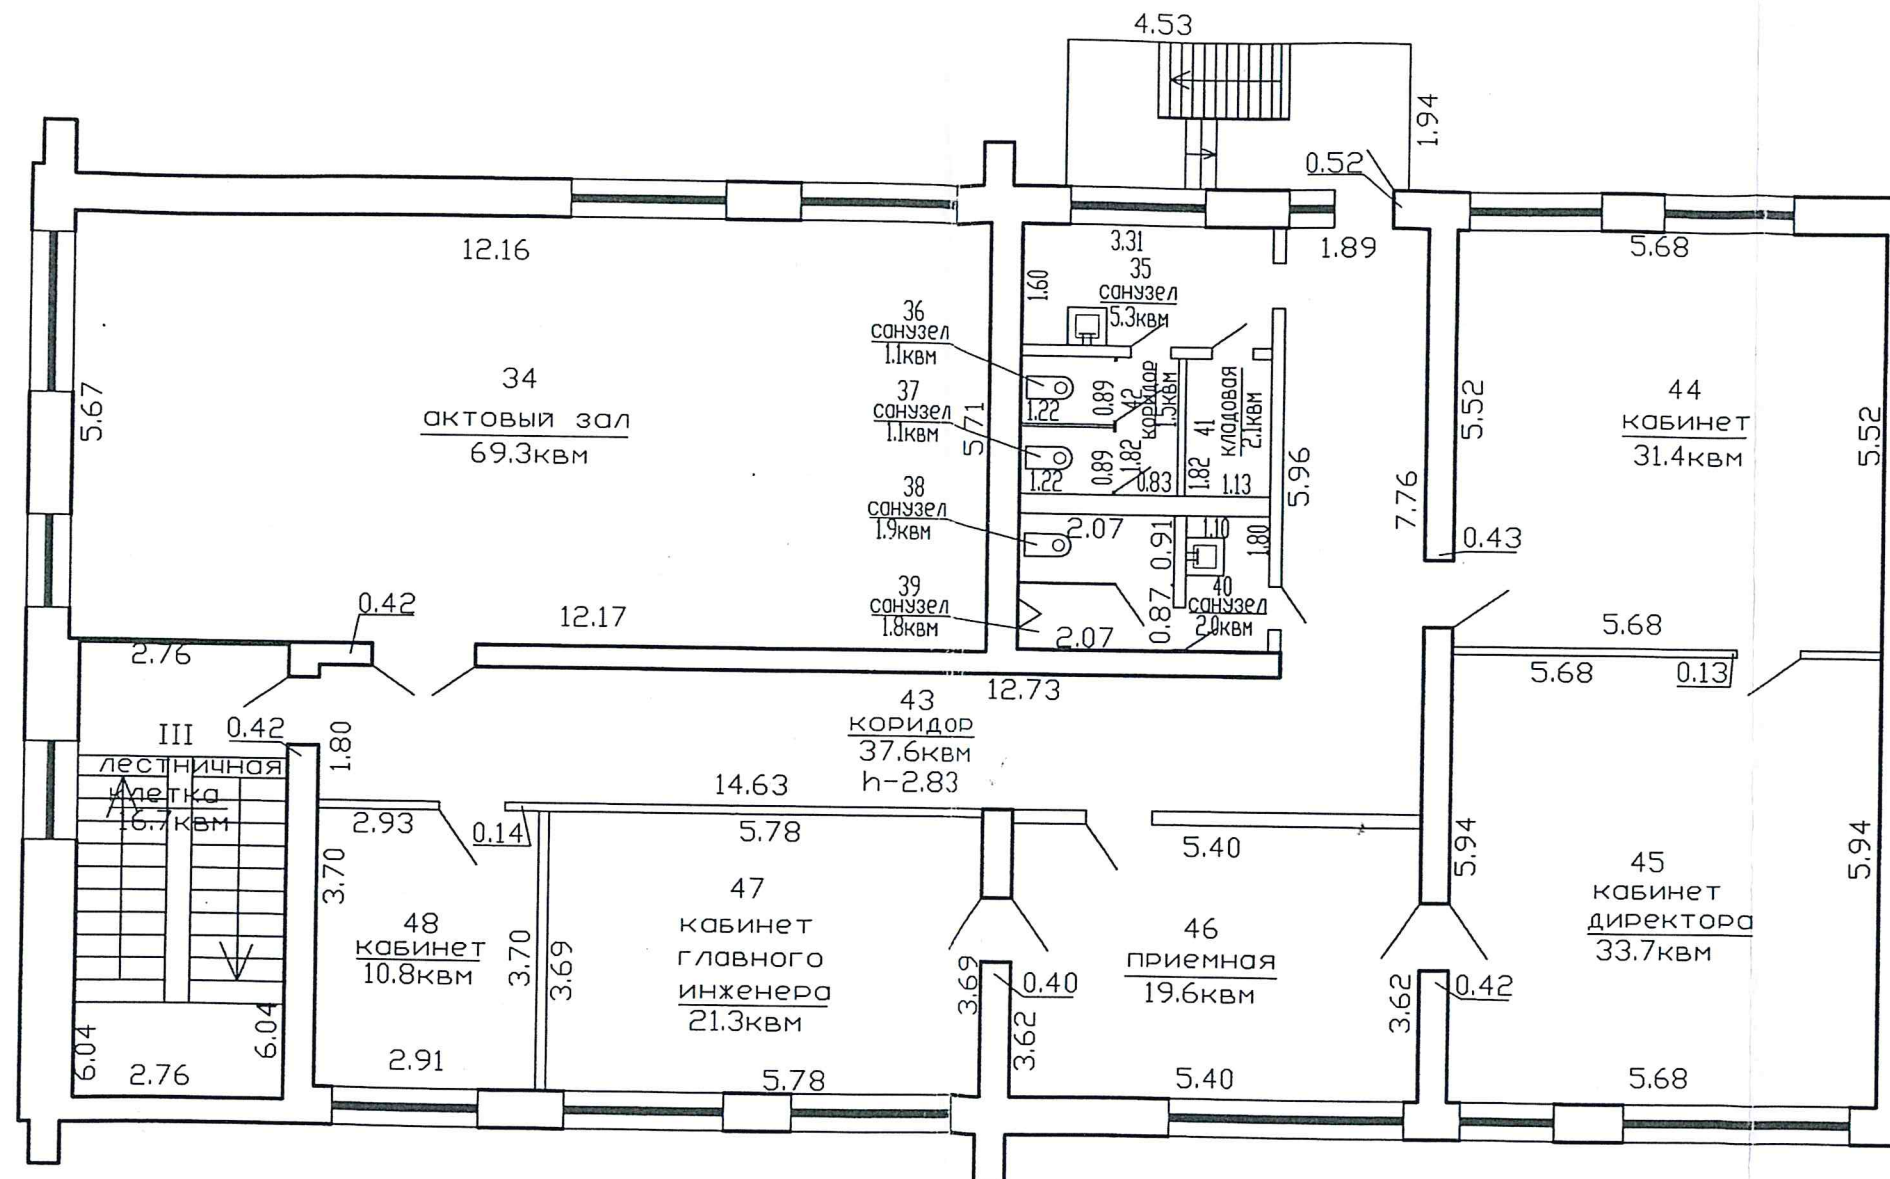 4.53
1.94
0.52
12.16
3.31
1.89
5.68
35
санузел
5.3квм
1.60
36
санузел
1.1квм
37
санузел
1.1квм
34
актовый зал
69.3квм
5.67
5.71
1.22
0.89
42
коридор
1.5квм
41
кладовая
2.1квм
1.22
0.89
1.82
0.83
1.82
1.13
5.96
7.76
5.52
44
кабинет
31.4квм
5.52
0.43
38
санузел
1.9квм
2.07
0.91
1.10
1.80
39
санузел
1.8квм
2.07
0.87
40
санузел
2.0квм
0.42
12.17
2.76
12.73
5.68
5.68
0.13
III
лестничная
клетка
16.7квм
0.42
1.80
43
коридор
37.6квм
h-2.83
14.63
2.93
0.14
5.78
5.40
3.70
48
кабинет
10.8квм
3.70
3.69
47
кабинет
главного
инженера
21.3квм
3.69
0.40
3.62
46
приемная
19.6квм
3.62
0.42
5.94
45
кабинет
директора
33.7квм
5.94
6.04
6.04
2.76
2.91
5.78
5.40
5.68